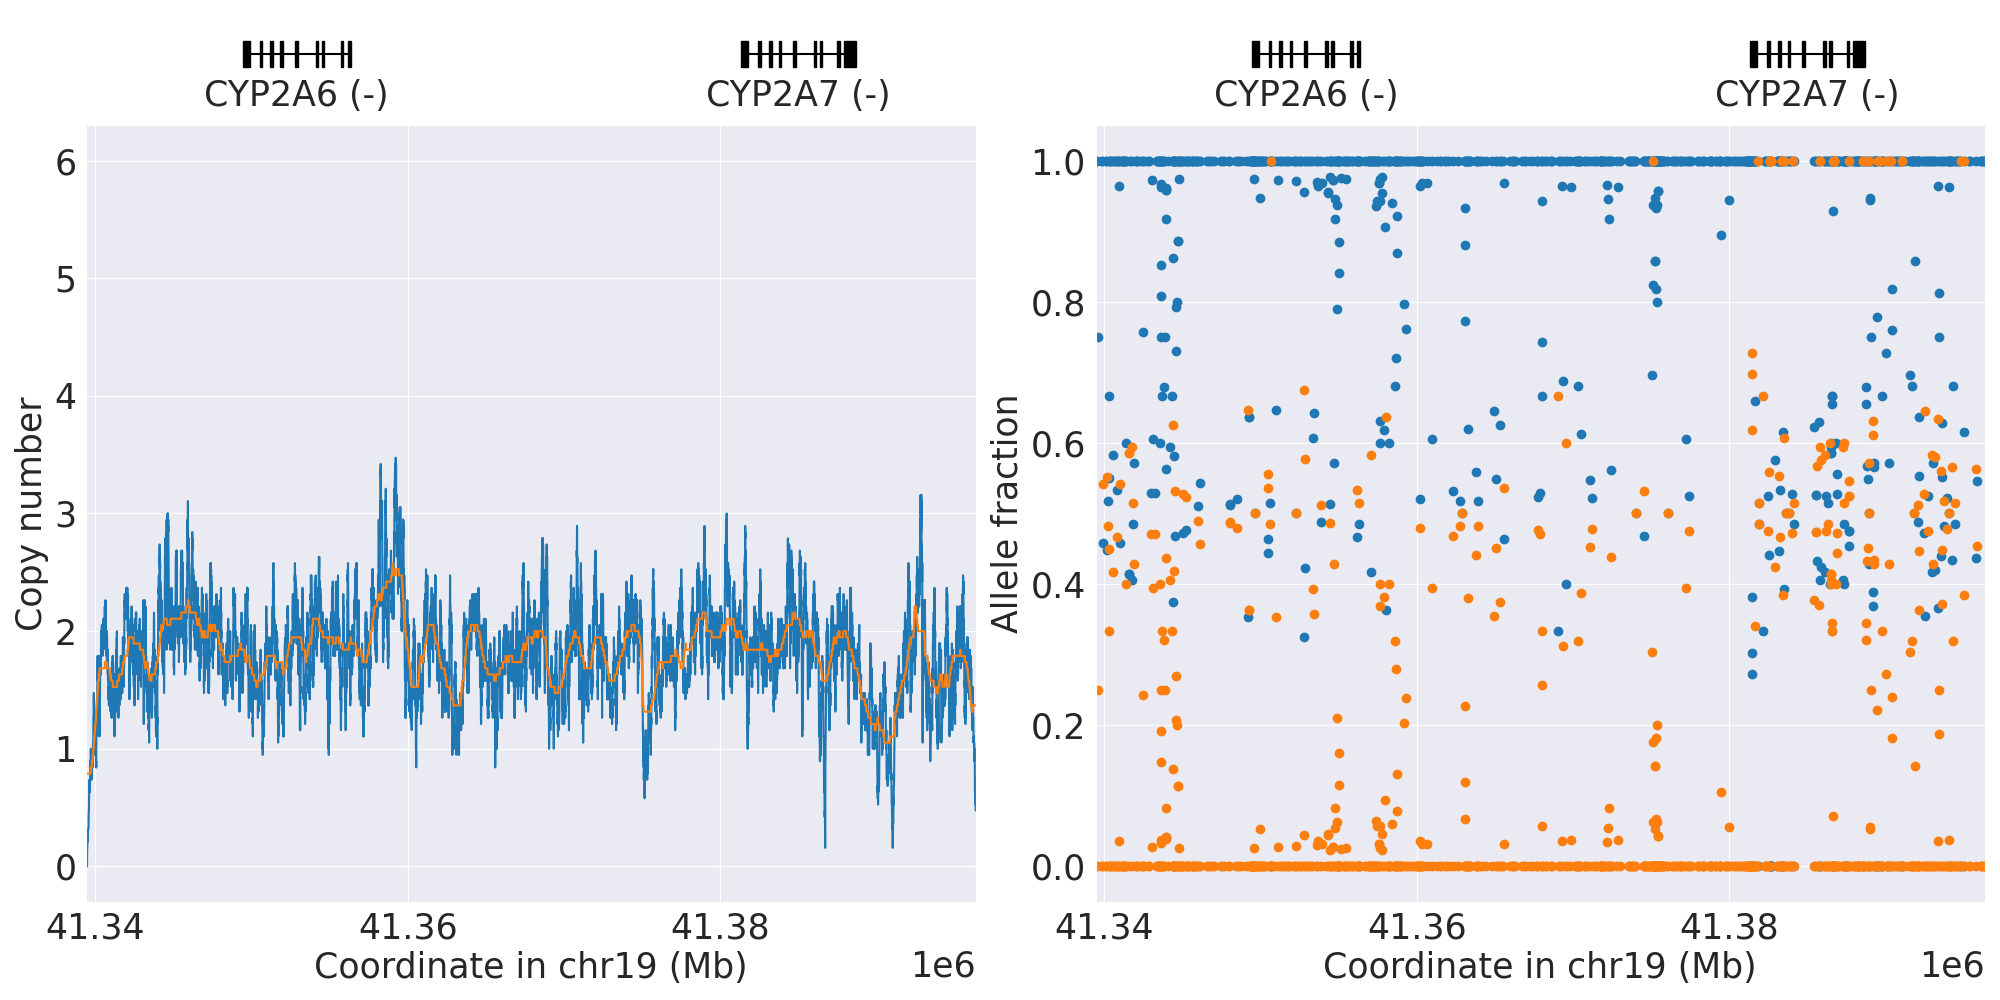 CYP2A6 (-)
CYP2A7 (-)
Copy number
6
5
4
3
2
1
0
41.34
41.36
41.38
Coordinate in chr19 (Mb)
1e6
CYP2A6 (-)
CYP2A7 (-)
Allele fraction
1.0
0.8
0.6
0.4
0.2
0.0
41.34
41.36
41.38
Coordinate in chr19 (Mb)
1e6